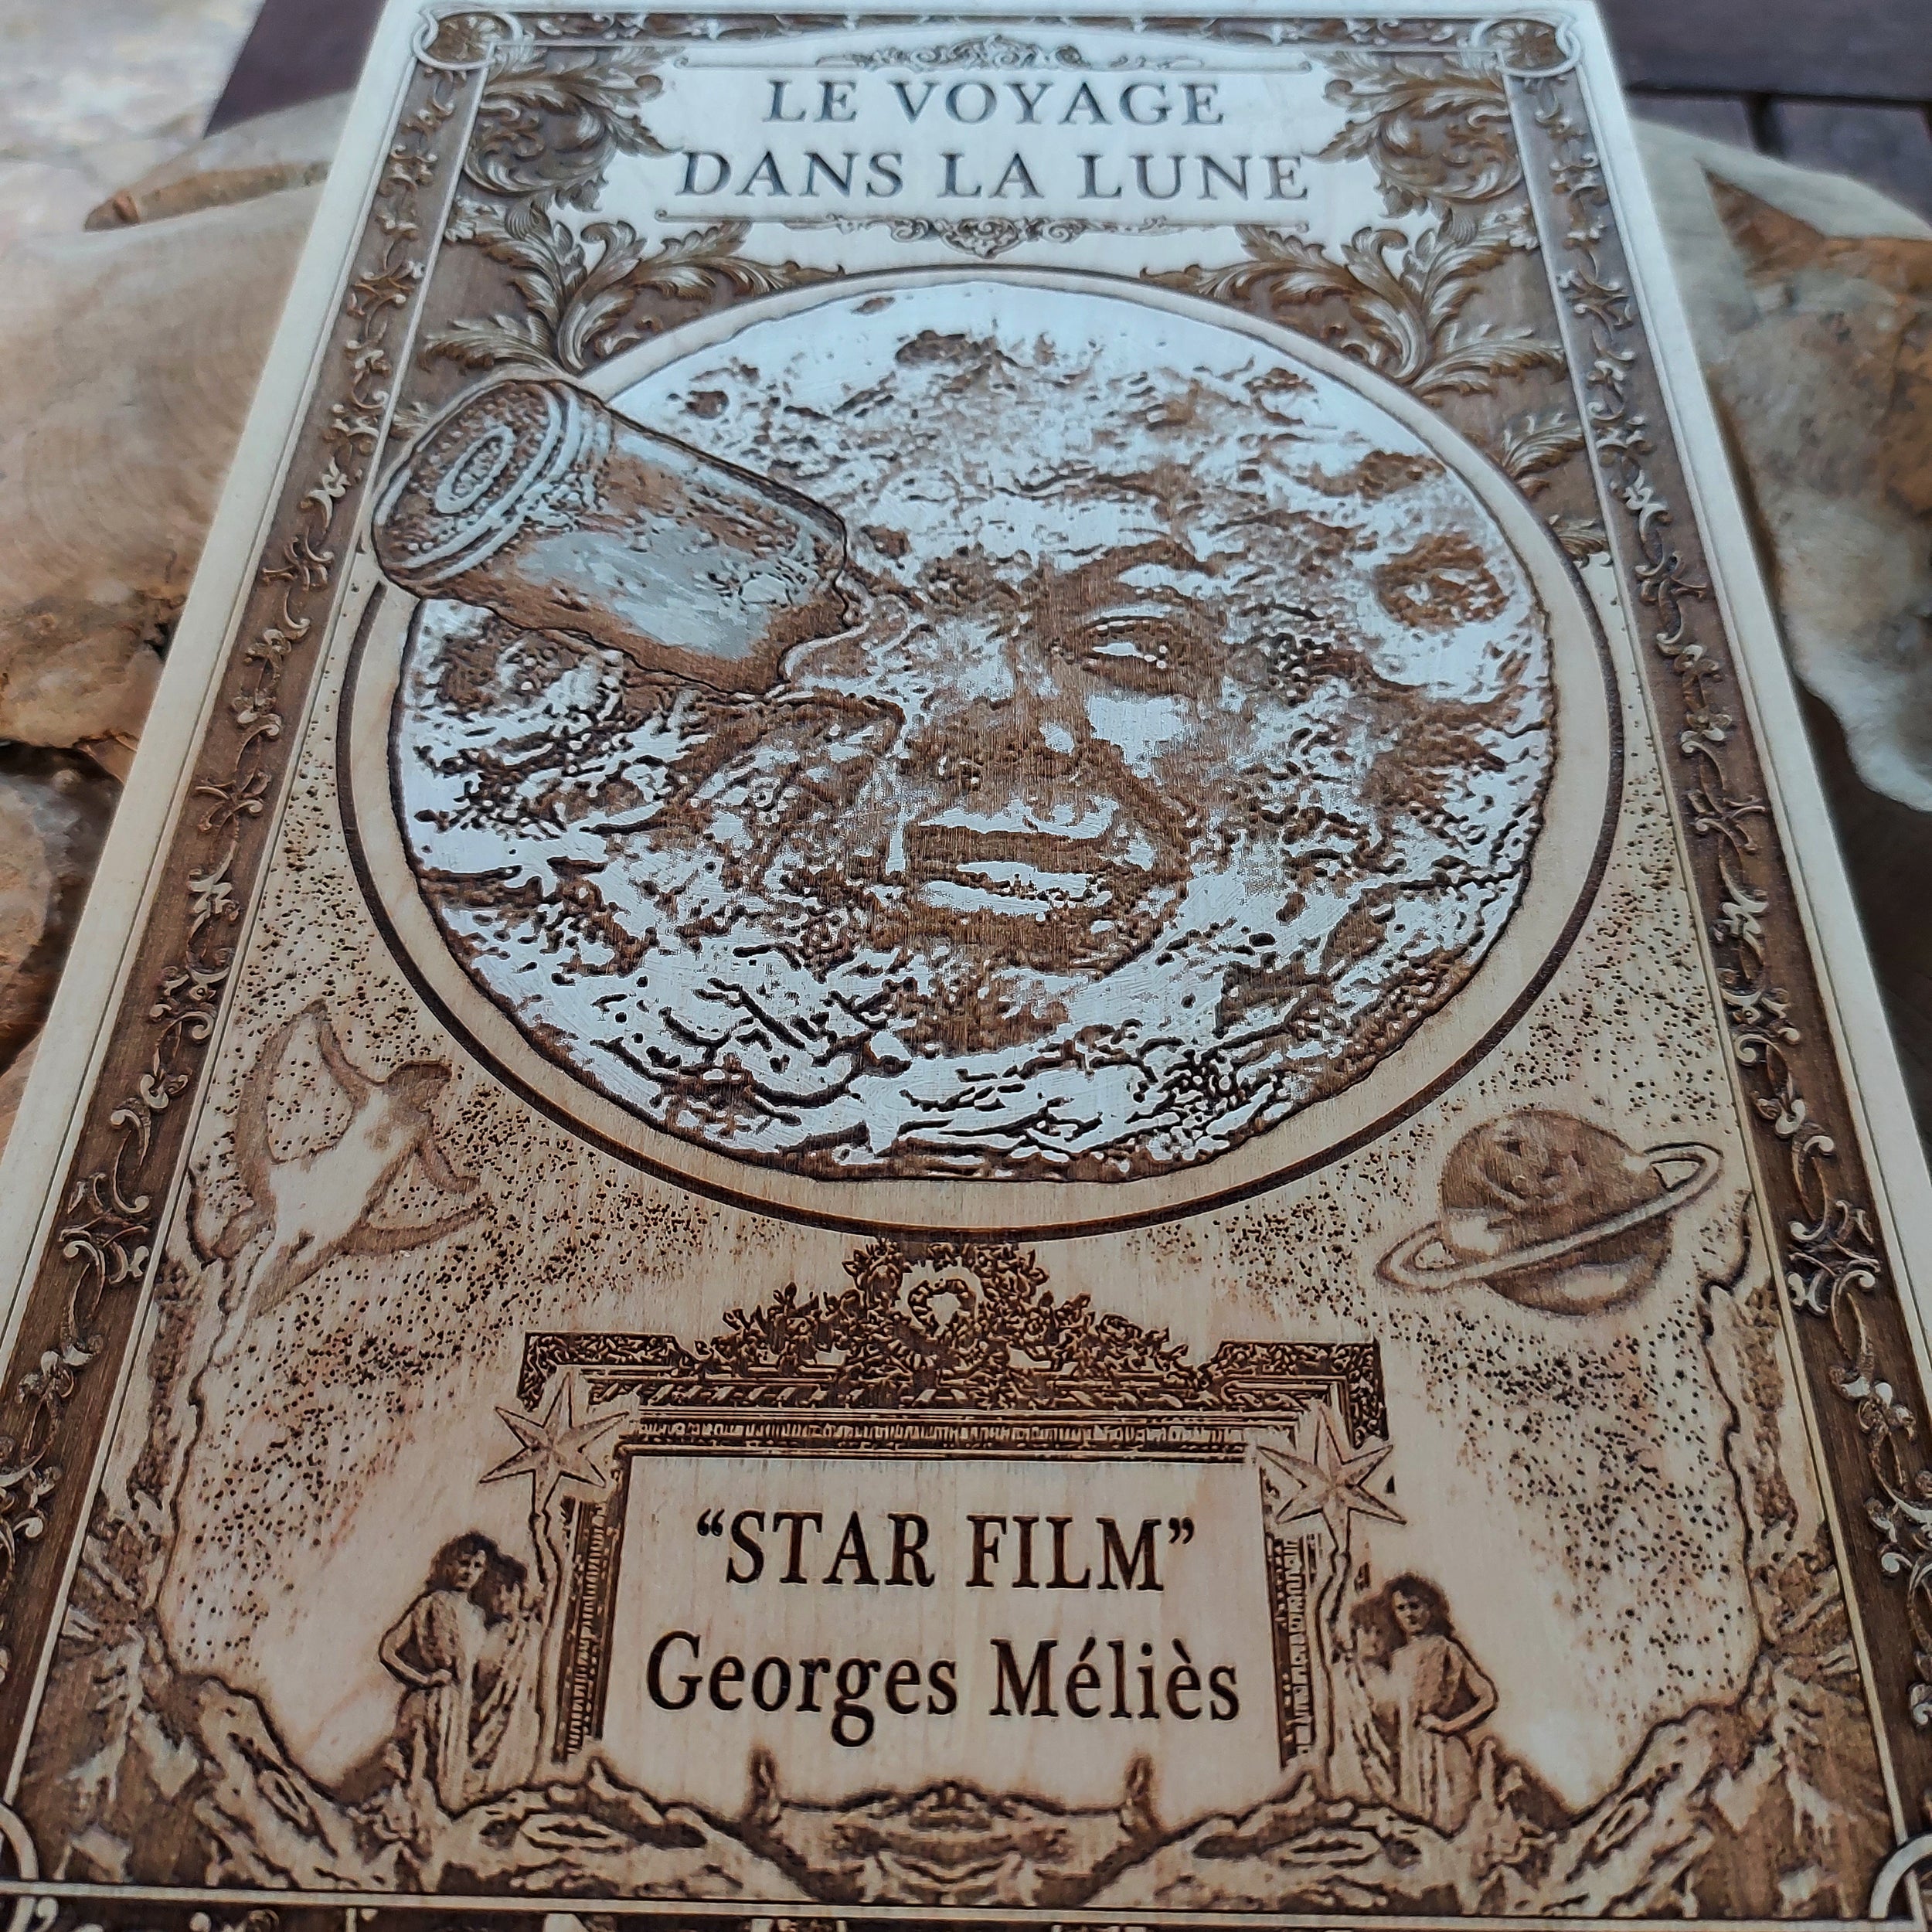 LE VOYAGE
DANS LA LUNE
“STAR FILM”
Georges Méliès